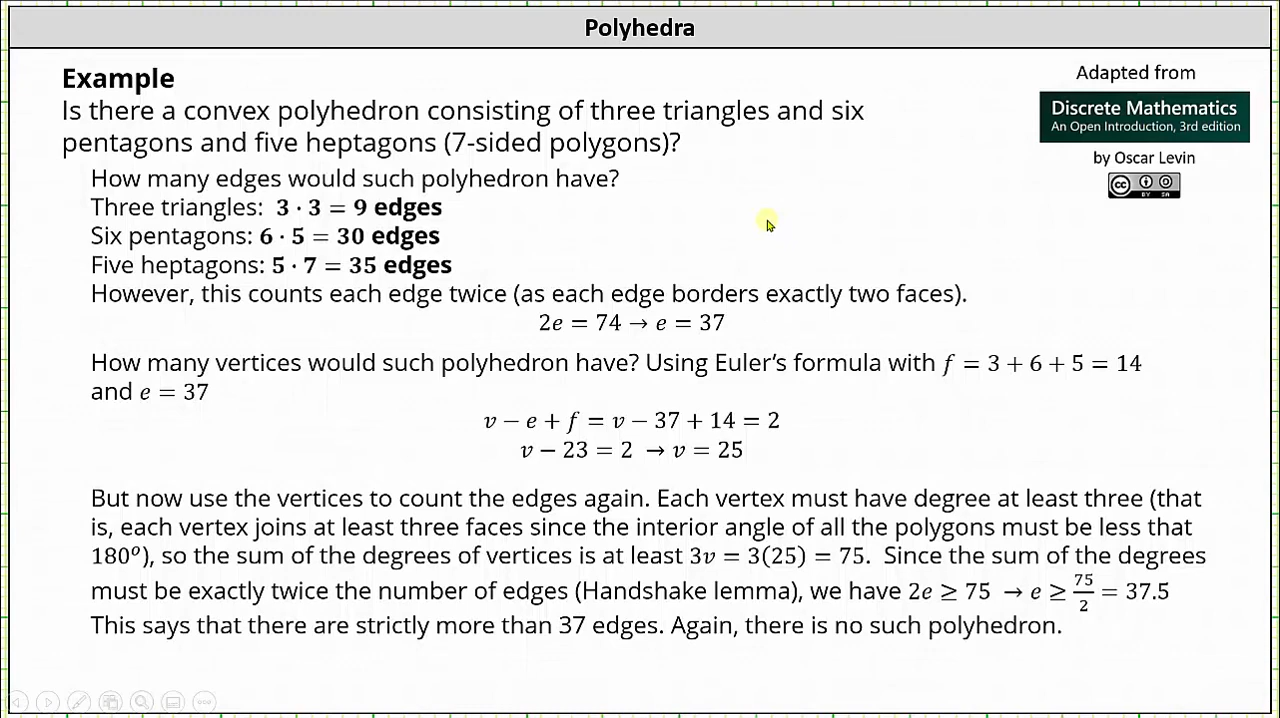 Polyhedra
Example
Is there a convex polyhedron consisting of three triangles and six
pentagons and five heptagons (7-sided polygons)?
Adapted from
Discrete Mathematics
An Open Introduction, 3rd edition
by Oscar Levin
cc
BY SA
How many edges would such polyhedron have?
Three triangles: 3 · 3 = 9 edges
Six pentagons: 6 · 5 = 30 edges
Five heptagons: 5 · 7 = 35 edges
However, this counts each edge twice (as each edge borders exactly two faces).
2e = 74 → e = 37
How many vertices would such polyhedron have? Using Euler’s formula with f = 3 + 6 + 5 = 14
and e = 37
v − e + f = v − 37 + 14 = 2
v − 23 = 2 → v = 25
But now use the vertices to count the edges again. Each vertex must have degree at least three (that
is, each vertex joins at least three faces since the interior angle of all the polygons must be less that
180º), so the sum of the degrees of vertices is at least 3v = 3(25) = 75. Since the sum of the degrees
must be exactly twice the number of edges (Handshake lemma), we have 2e ≥ 75 → e ≥ 75/2 = 37.5
This says that there are strictly more than 37 edges. Again, there is no such polyhedron.